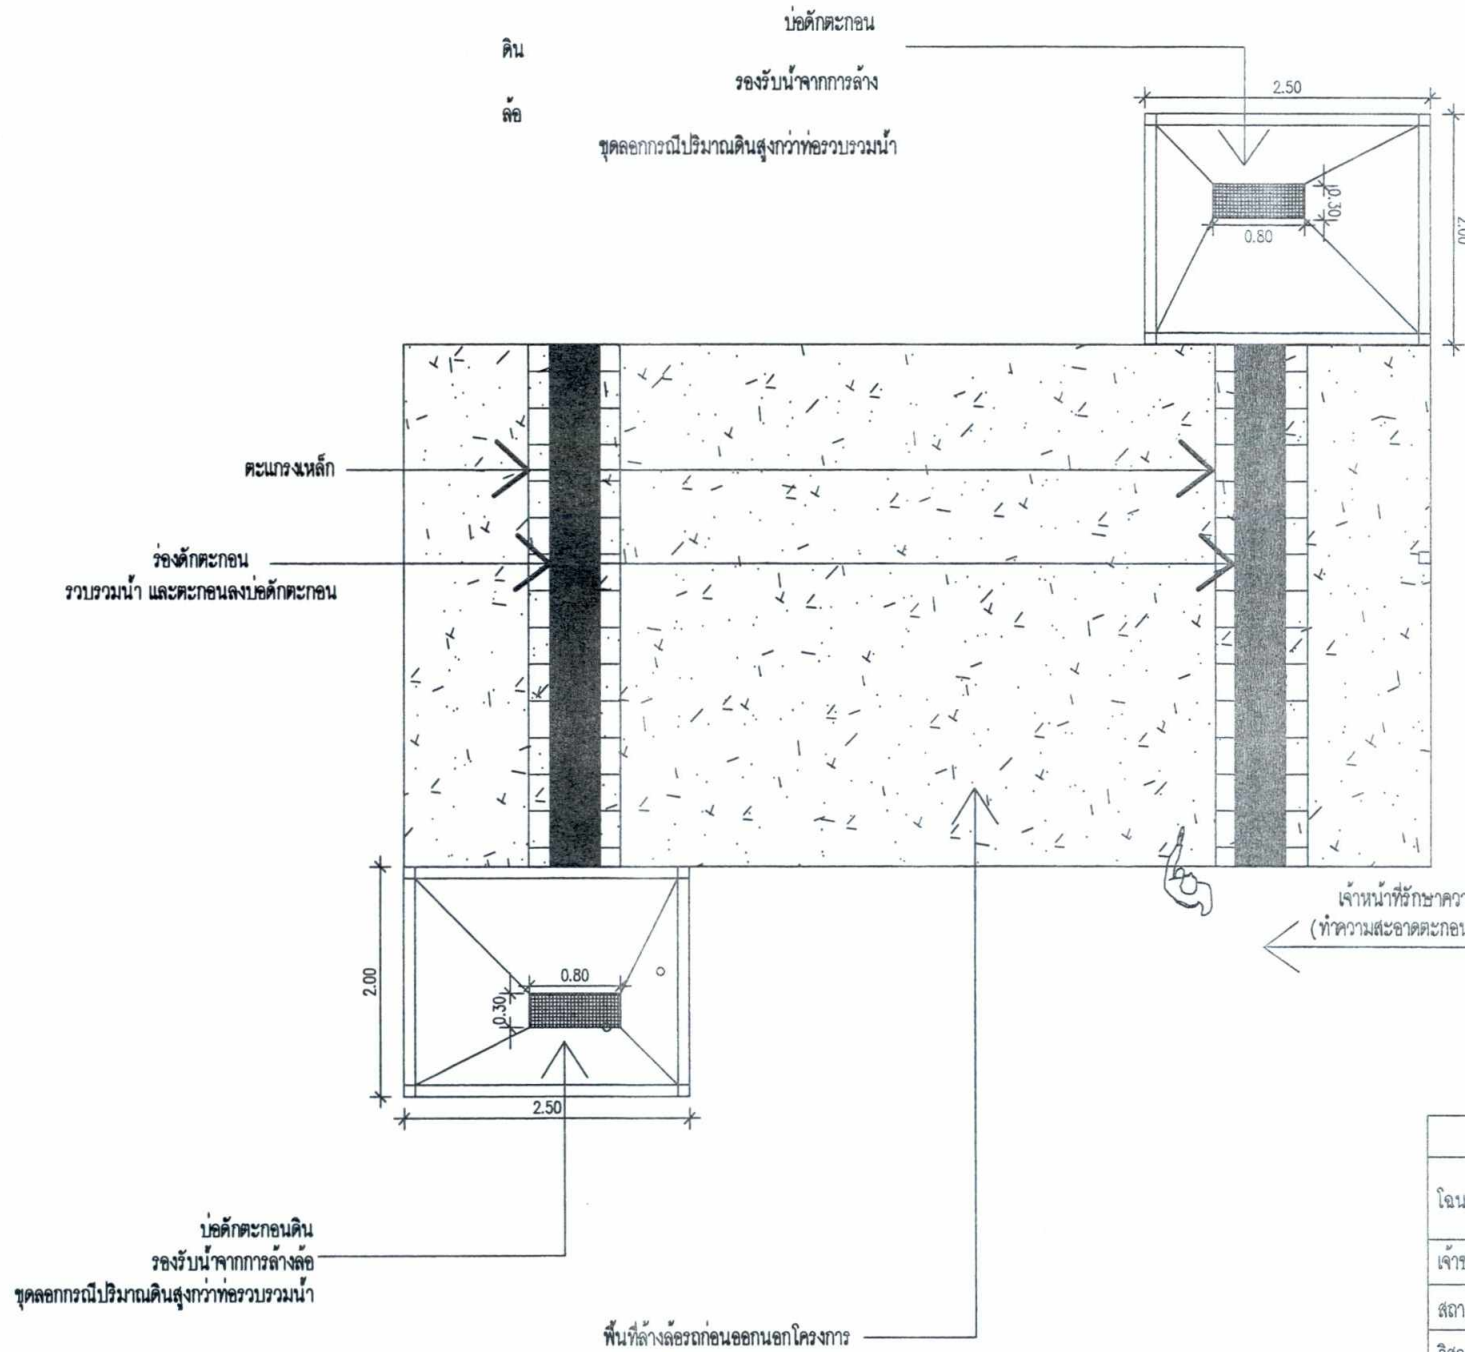 บ่อดักตะกอน
ดิน
รองรับน้ำจากการล้าง
ล้อ
ขุดลอกกรณีปริมาณดินสูงกว่าท่อรวบรวมน้ำ
2.50
0.30
0.80
2.00
ตะแกรงเหล็ก
ร่องดักตะกอน
รวบรวมน้ำ และตะกอนลงบ่อดักตะกอน
เจ้าหน้าที่รักษาควา
(ทำความสะอาดตะกอน
2.00
0.80
0.30
2.50
บ่อดักตะกอนดิน
รองรับน้ำจากการล้างล้อ
ขุดลอกกรณีปริมาณดินสูงกว่าท่อรวบรวมน้ำ
พื้นที่ล้างล้อรถก่อนออกนอกโครงการ
โฉน
เจ้าข
สถา